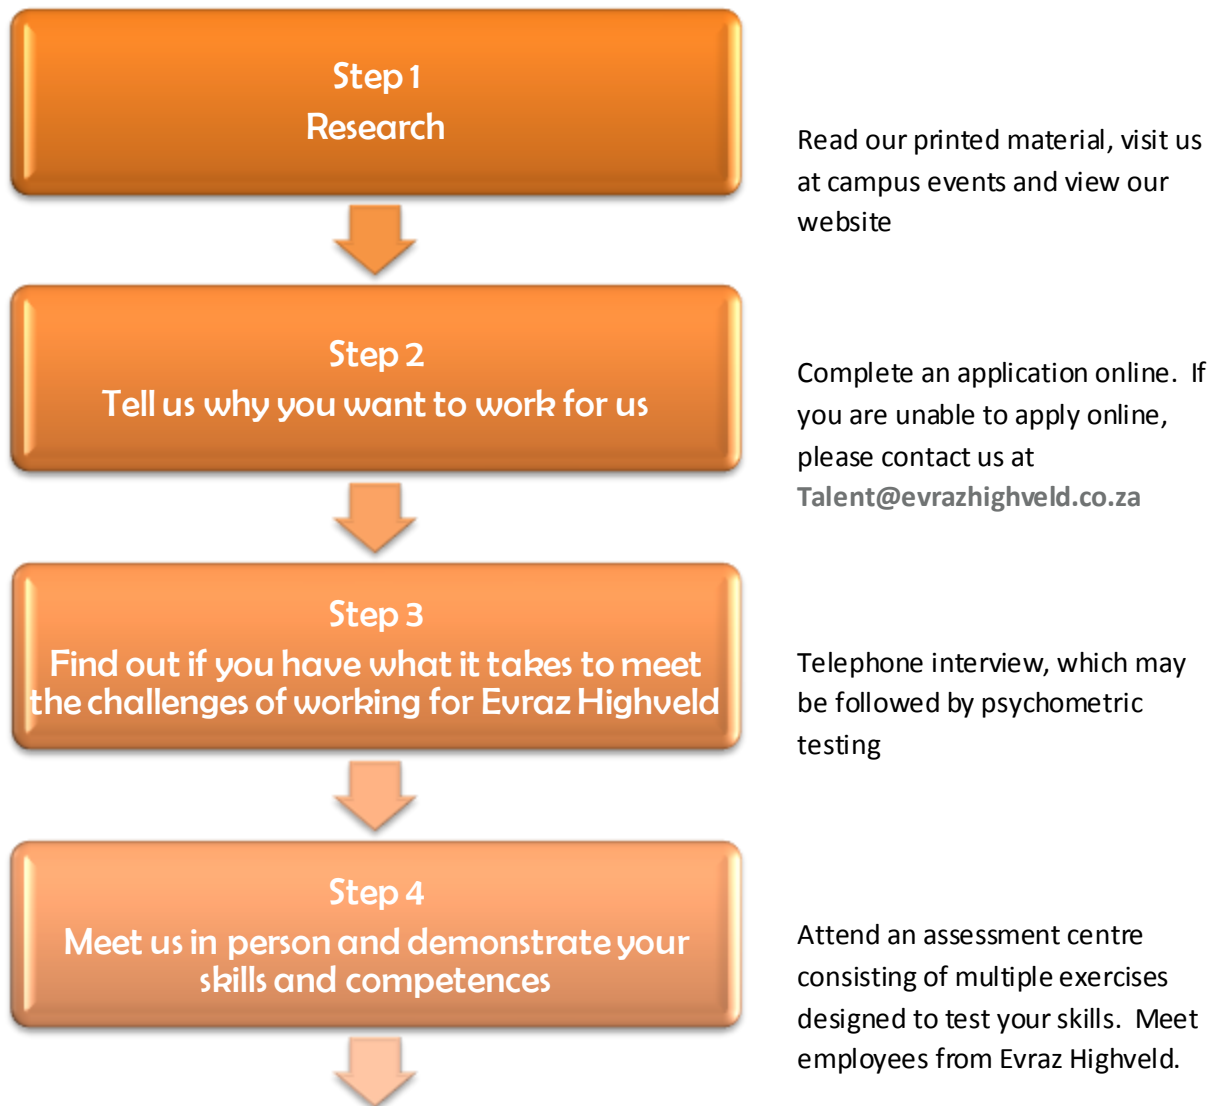 Step 1
Research
Read our printed material, visit us
at campus events and view our
website
Step 2
Tell us why you want to work for us
Complete an application online.  If
you are unable to apply online,
please contact us at
Talent@evrazhighveld.co.za
Step 3
Find out if you have what it takes to meet
the challenges of working for Evraz Highveld
Telephone interview, which may
be followed by psychometric
testing
Step 4
Meet us in person and demonstrate your
skills and competences
Attend an assessment centre
consisting of multiple exercises
designed to test your skills.  Meet
employees from Evraz Highveld.